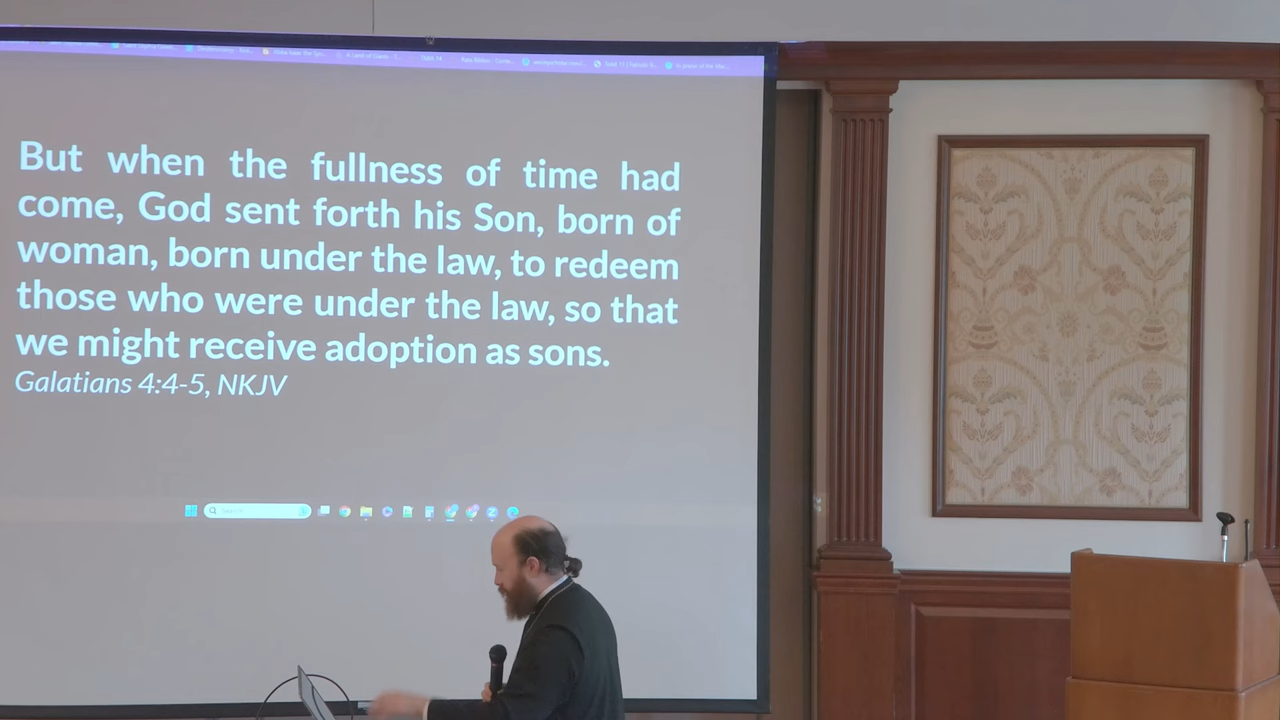 But when the fullness of time had
come, God sent forth his Son, born of
woman, born under the law, to redeem
those who were under the law, so that
we might receive adoption as sons.
Galatians 4:4-5, NKJV
Search